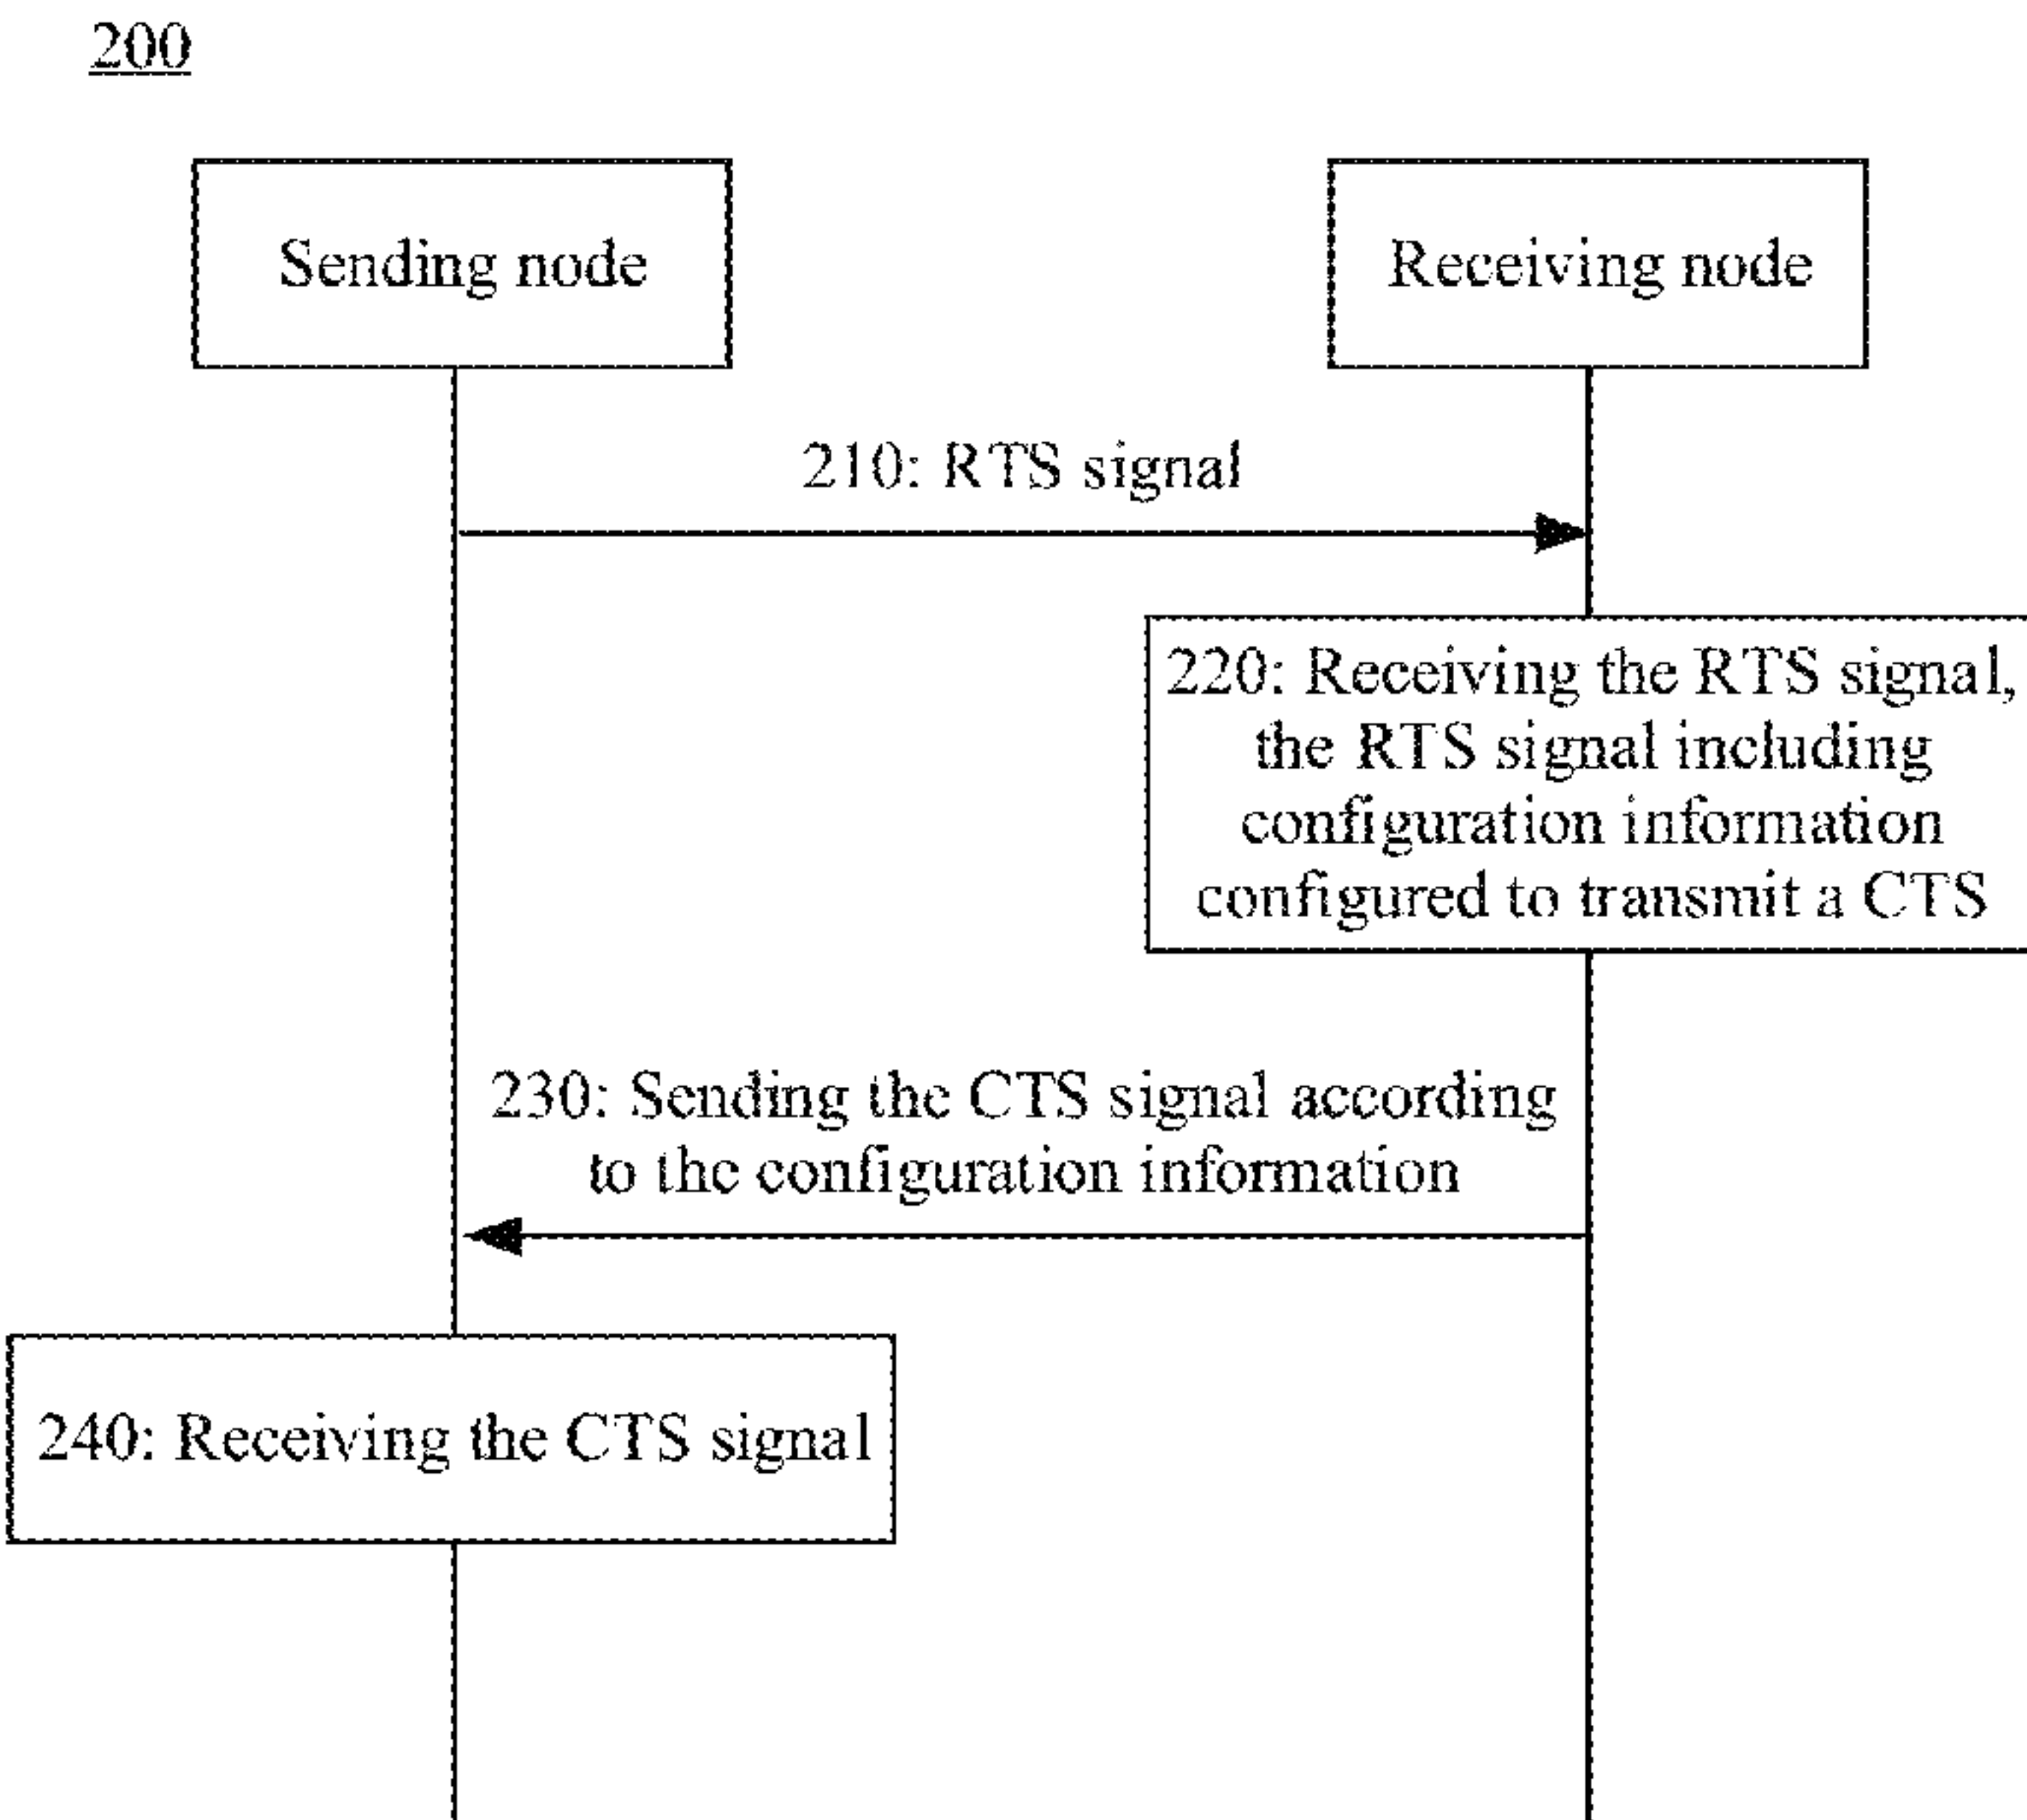 200
Sending node
Receiving node
210: RTS signal
220: Receiving the RTS signal,
the RTS signal including
configuration information
configured to transmit a CTS
230: Sending the CTS signal according
to the configuration information
240: Receiving the CTS signal